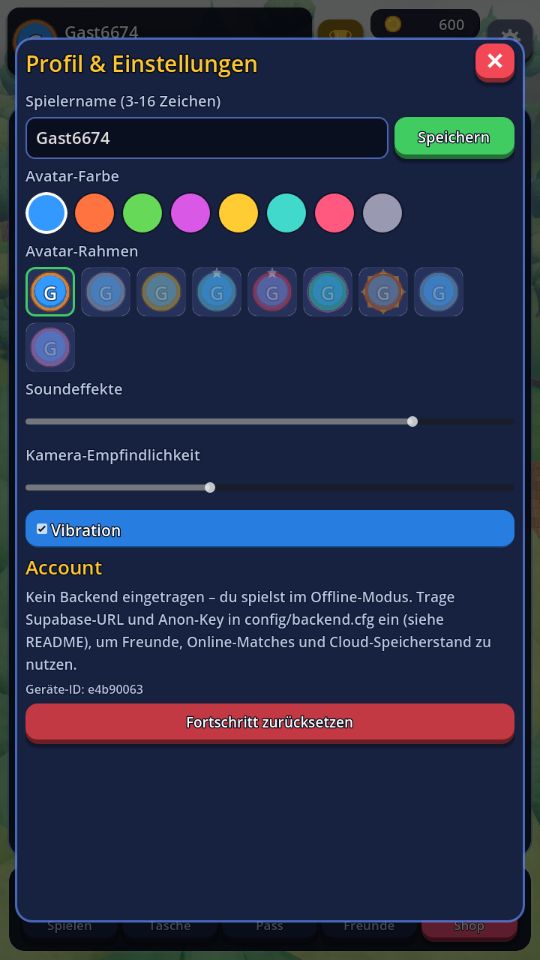 Gast6674
600
Profil & Einstellungen
Spielername (3-16 Zeichen)
Gast6674
Speichern
Avatar-Farbe
Avatar-Rahmen
G G G G G G G G
G
Soundeffekte
Kamera-Empfindlichkeit
Vibration
Account
Kein Backend eingetragen – du spielst im Offline-Modus. Trage
Supabase-URL und Anon-Key in config/backend.cfg ein (siehe
README), um Freunde, Online-Matches und Cloud-Speicherstand zu
nutzen.
Geräte-ID: e4b90063
Fortschritt zurücksetzen
Spielen Tasche Pass Freunde Shop